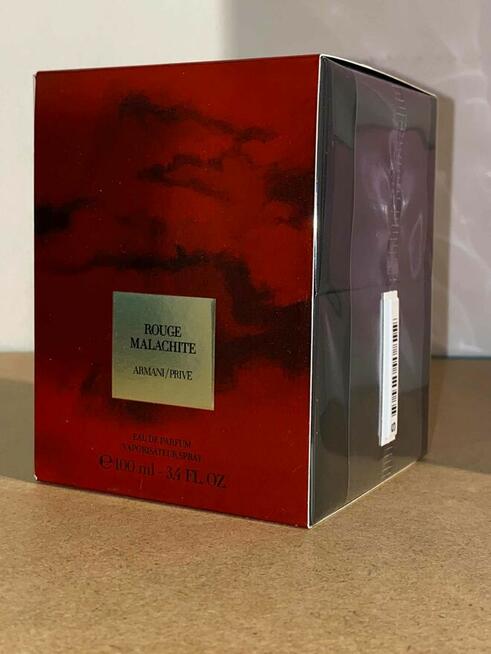 ROUGE
MALACHITE
ARMANI/PRIVE
EAU DE PARFUM
VAPORISATEUR SPRAY
℮100 ml - 3,4 FL. OZ.